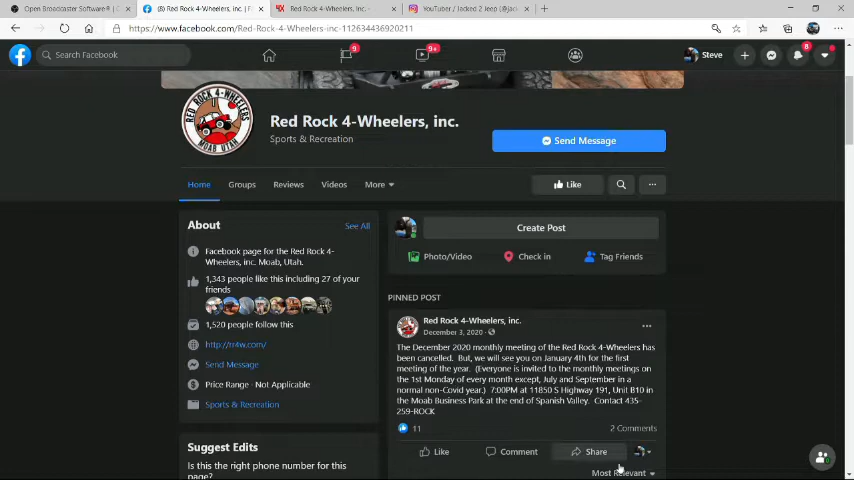 Open Broadcaster Software® | C
(8) Red Rock 4-Wheelers, inc. | F
Red Rock 4-Wheelers, inc.
YouTuber / Jacked 2 Jeep (@jack
https://www.facebook.com/Red-Rock-4-Wheelers-inc-112634436920211
Search Facebook
9
9+
Steve
8
RED ROCK 4-WHEELERS
MOAB UTAH
Red Rock 4-Wheelers, inc.
Sports & Recreation
Send Message
Home Groups Reviews Videos More
Like
About
See All
Facebook page for the Red Rock 4-
Wheelers, inc. Moab, Utah.
1,343 people like this including 27 of your
friends
1,520 people follow this
http://rr4w.com/
Send Message
Price Range · Not Applicable
Sports & Recreation
Suggest Edits
Is this the right phone number for this
page?
Create Post
Photo/Video
Check in
Tag Friends
PINNED POST
Red Rock 4-Wheelers, inc.
December 3, 2020 ·
The December 2020 monthly meeting of the Red Rock 4-Wheelers has
been cancelled. But, we will see you on January 4th for the first
meeting of the year. (Everyone is invited to the monthly meetings on
the 1st Monday of every month except, July and September in a
normal non-Covid year.) 7:00PM at 11850 S Highway 191, Unit B10 in
the Moab Business Park at the end of Spanish Valley. Contact 435-
259-ROCK
11
2 Comments
Like
Comment
Share
Most Relevant